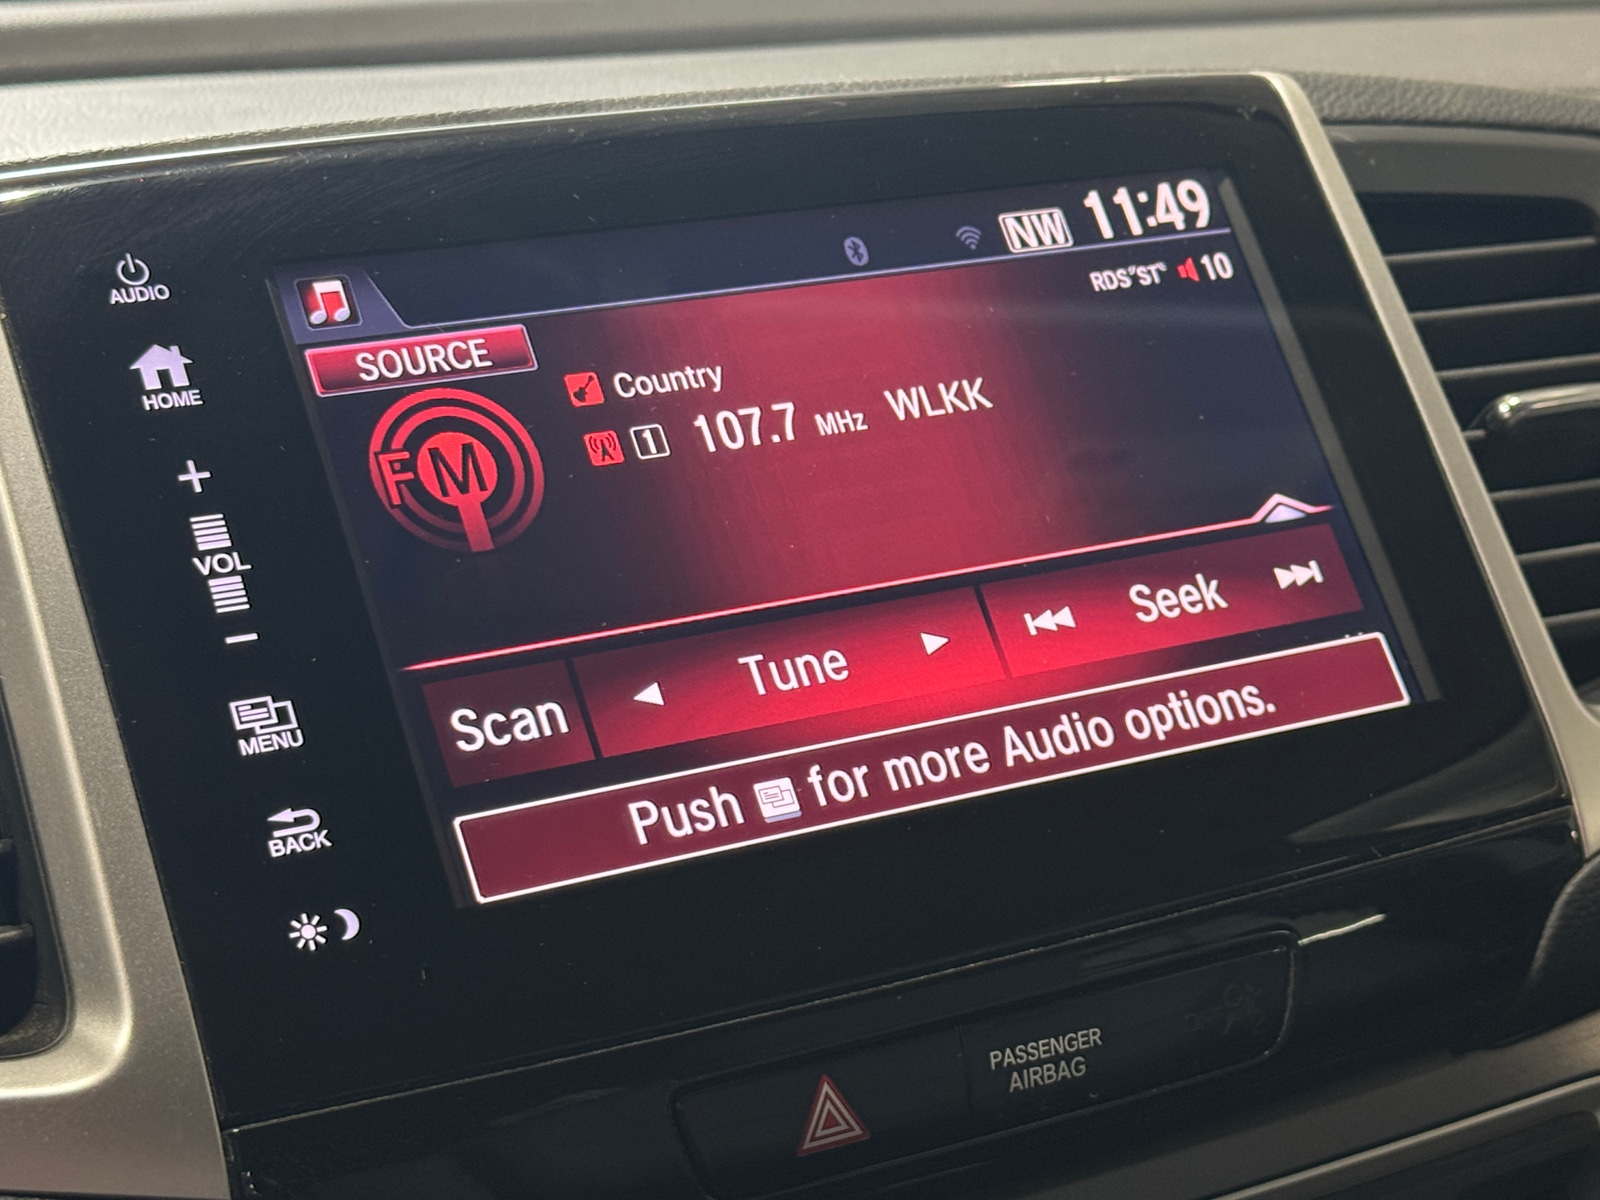 AUDIO
HOME
+
VOL
−
MENU
BACK
NW 11:49
RDS ST 10
SOURCE
FM
Country
1 107.7 MHz WLKK
Scan
Tune
Seek
Push for more Audio options.
PASSENGER
AIRBAG